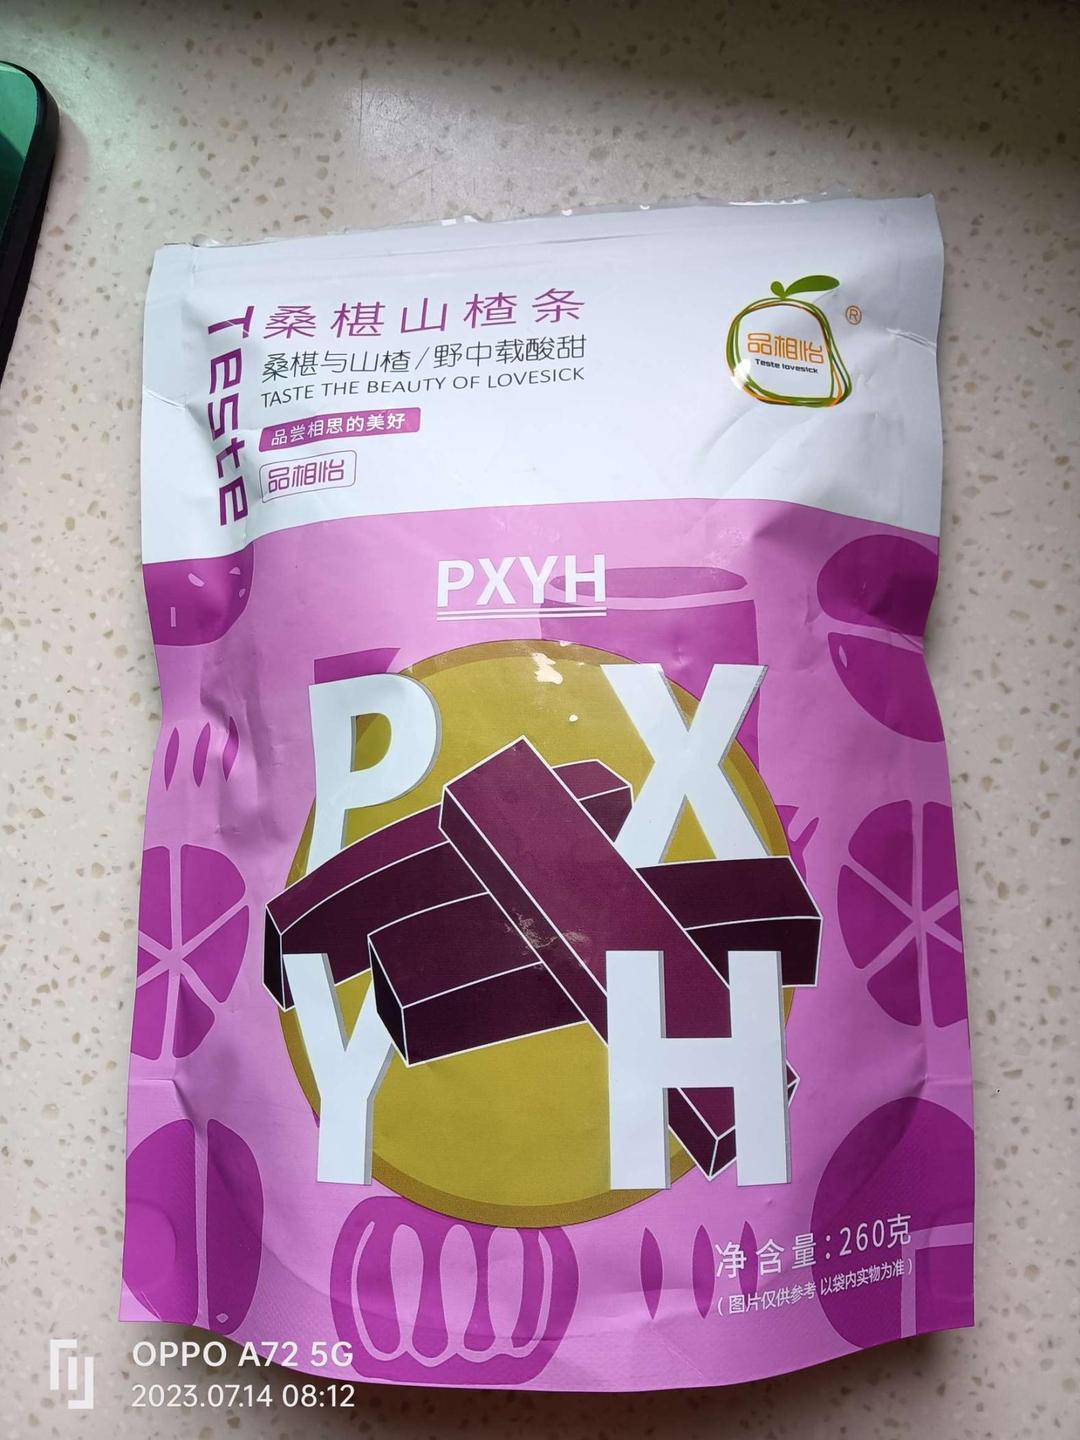 Teste
桑椹山楂条
桑椹与山楂/野中载酸甜
TASTE THE BEAUTY OF LOVESICK
品尝相思的美好
品相怡
品相怡
®
Teste lovesick
PXYH
P X
Y H
净含量:260克
(图片仅供参考 以袋内实物为准)
OPPO A72 5G
2023.07.14 08:12